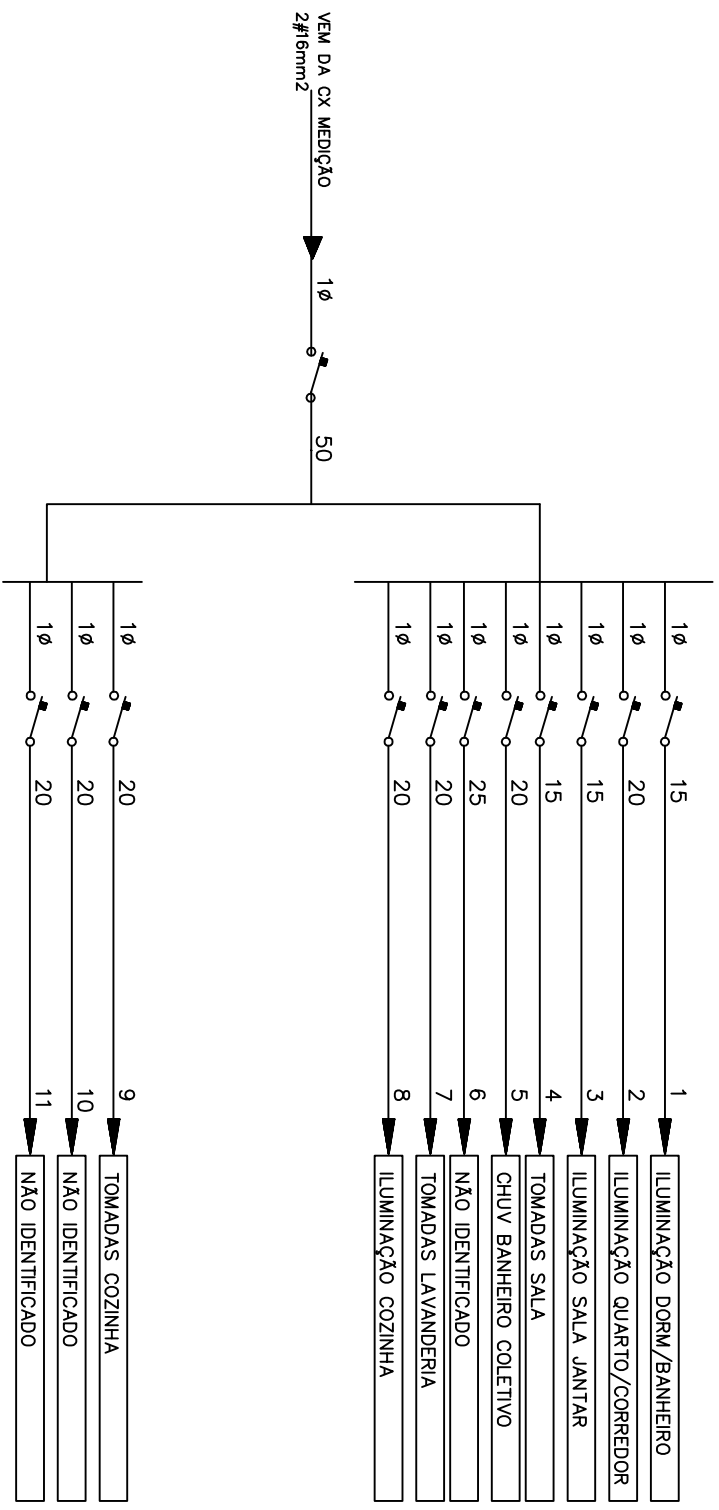 VEM DA CX MEDIÇÃO
2#16mm2
1ø
50
1ø 15 1 ILUMINAÇÃO DORM/BANHEIRO
1ø 20 2 ILUMINAÇÃO QUARTO/CORREDOR
1ø 15 3 ILUMINAÇÃO SALA JANTAR
1ø 15 4 TOMADAS SALA
1ø 20 5 CHUV BANHEIRO COLETIVO
1ø 25 6 NÃO IDENTIFICADO
1ø 20 7 TOMADAS LAVANDERIA
1ø 20 8 ILUMINAÇÃO COZINHA
1ø 20 9 TOMADAS COZINHA
1ø 20 10 NÃO IDENTIFICADO
1ø 20 11 NÃO IDENTIFICADO